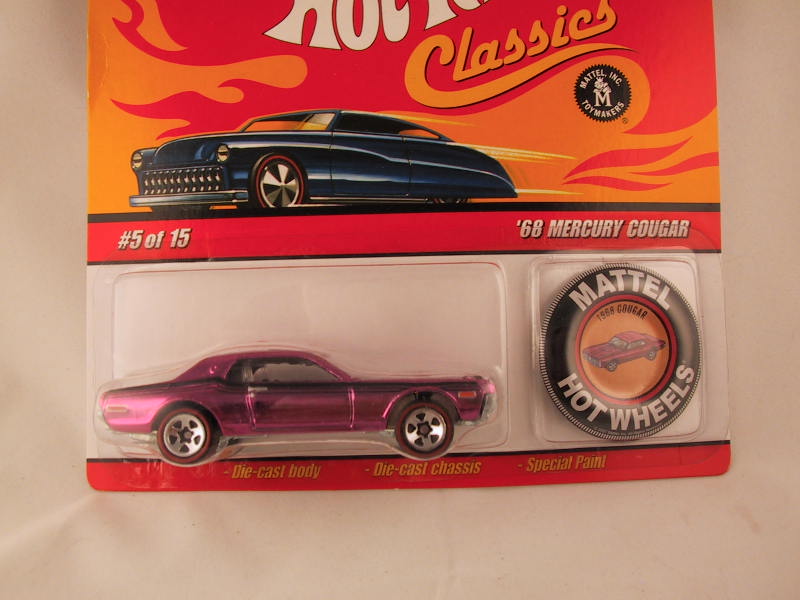 HOT
Classics
MATTEL, INC.
M
TOYMAKERS
®
#5 of 15
'68 MERCURY COUGAR
MATTEL
1968 COUGAR
HOT WHEELS
- Die-cast body - Die-cast chassis - Special Paint